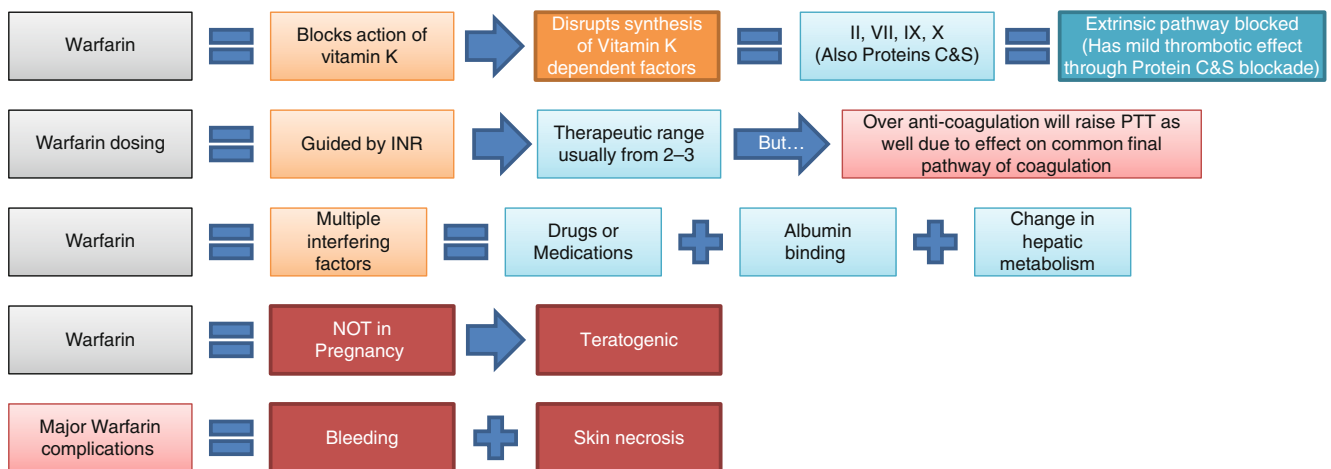 Warfarin
Blocks action of
vitamin K
Disrupts synthesis
of Vitamin K
dependent factors
II, VII, IX, X
(Also Proteins C&S)
Extrinsic pathway blocked
(Has mild thrombotic effect
through Protein C&S blockade)
Warfarin dosing
Guided by INR
Therapeutic range
usually from 2–3
But...
Over anti-coagulation will raise PTT as
well due to effect on common final
pathway of coagulation
Warfarin
Multiple
interfering
factors
Drugs or
Medications
Albumin
binding
Change in
hepatic
metabolism
Warfarin
NOT in
Pregnancy
Teratogenic
Major Warfarin
complications
Bleeding
Skin necrosis